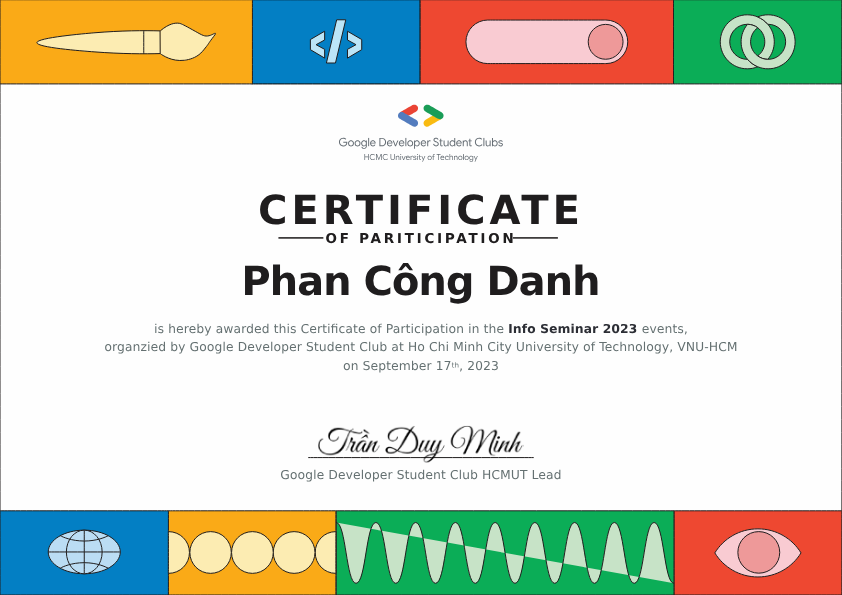 </>
Google Developer Student Clubs
HCMC University of Technology
CERTIFICATE
OF PARITICIPATION
Phan Công Danh
is hereby awarded this Certificate of Participation in the Info Seminar 2023 events,
organzied by Google Developer Student Club at Ho Chi Minh City University of Technology, VNU-HCM
on September 17th, 2023
Trần Duy Minh
Google Developer Student Club HCMUT Lead